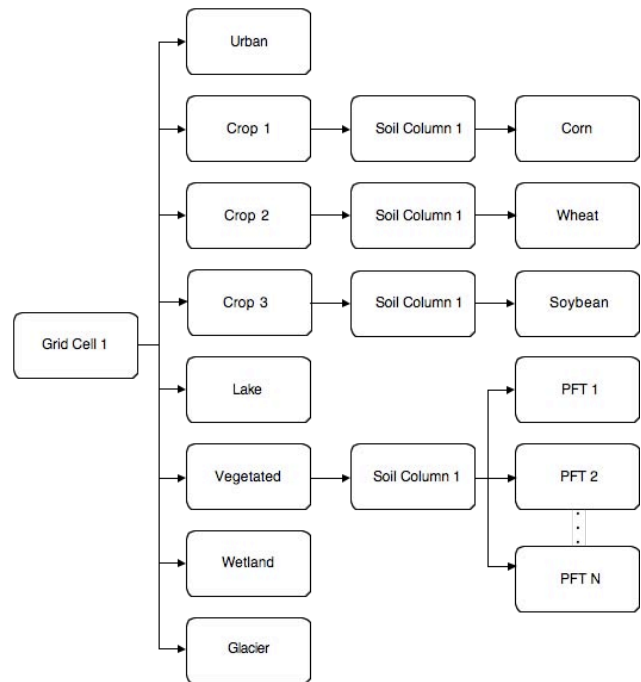 Urban
Crop 1
Soil Column 1
Corn
Crop 2
Soil Column 1
Wheat
Crop 3
Soil Column 1
Soybean
Grid Cell 1
Lake
PFT 1
Vegetated
Soil Column 1
PFT 2
Wetland
PFT N
Glacier